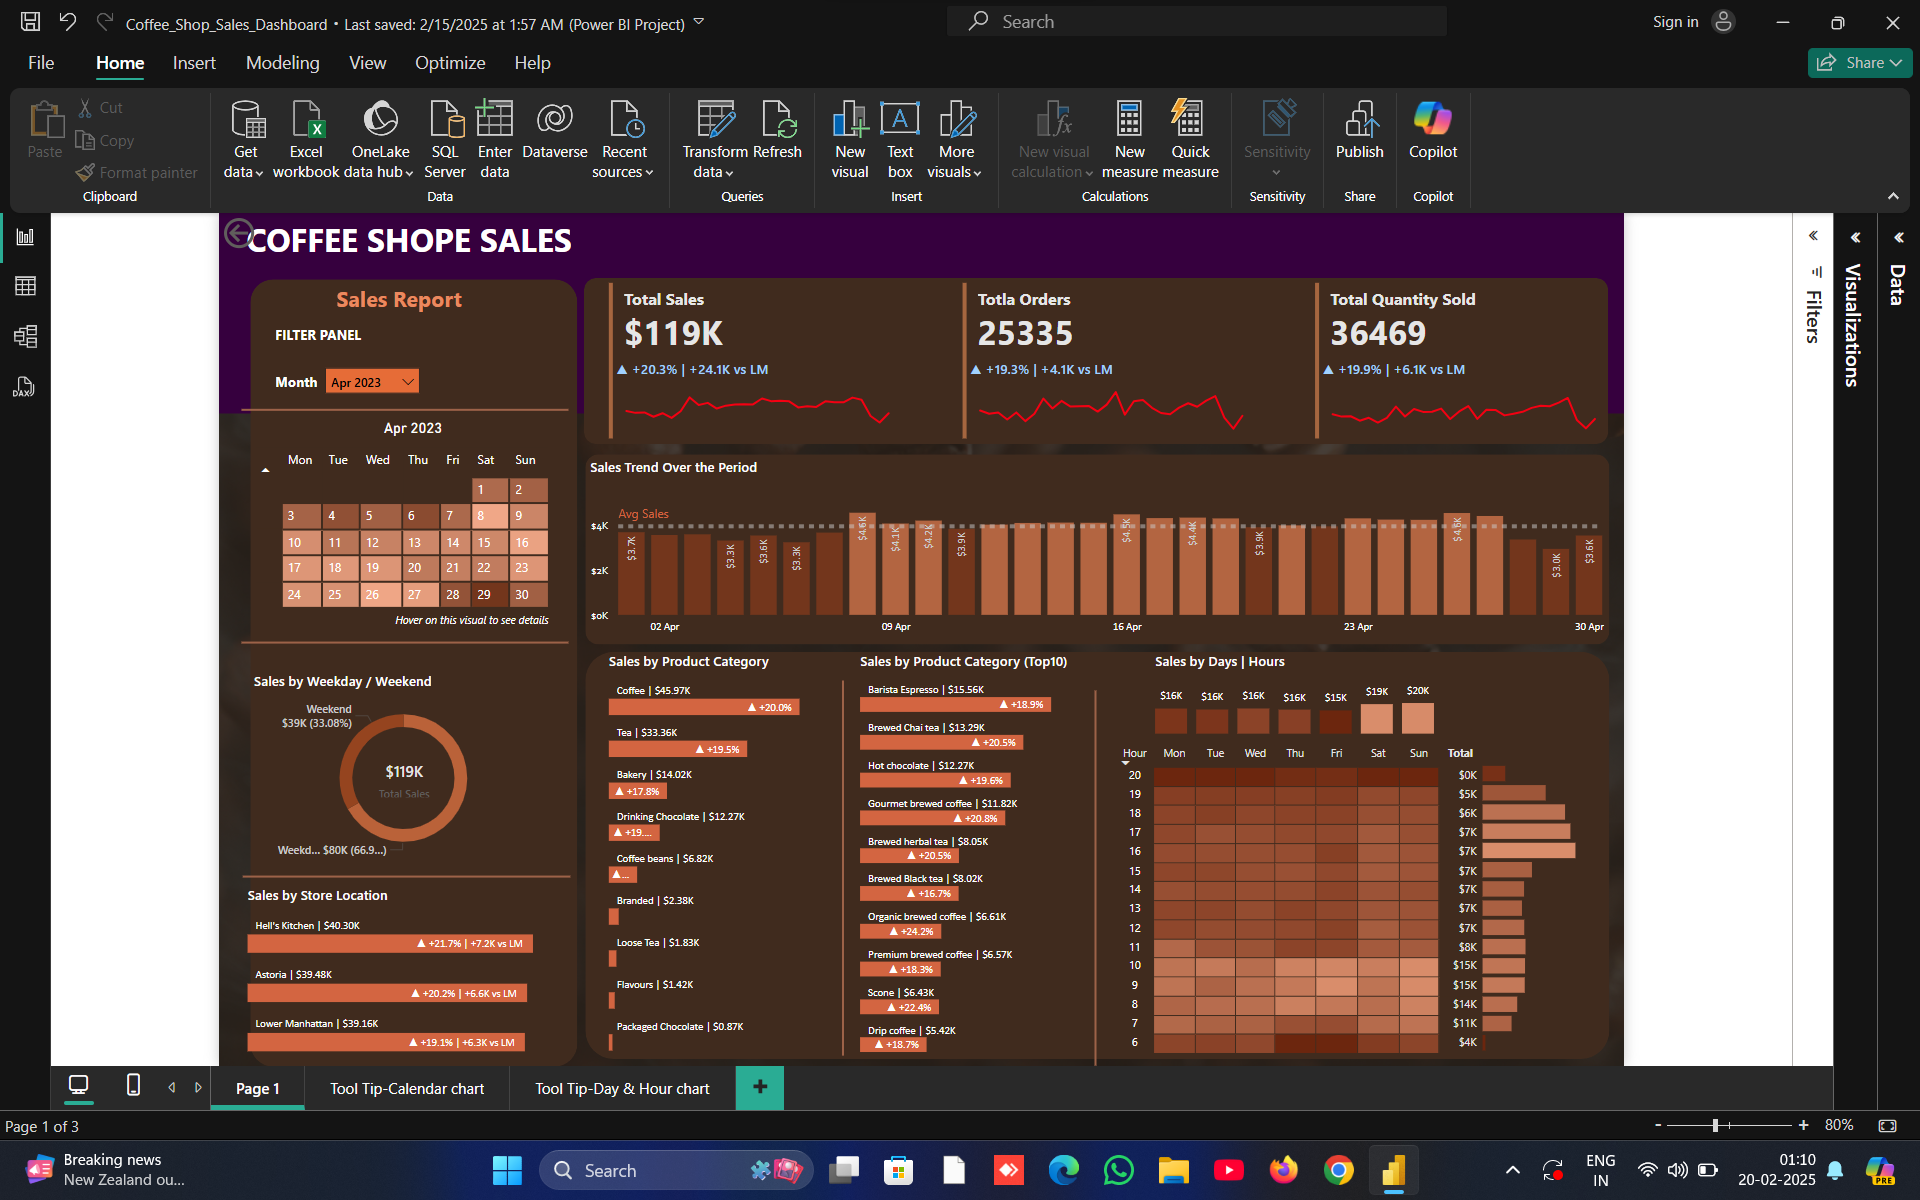 Coffee_Shop_Sales_Dashboard • Last saved: 2/15/2025 at 1:57 AM (Power BI Project)
Search
Sign in
File
Home
Insert
Modeling
View
Optimize
Help
Share
Paste
Cut
Copy
Format painter
Clipboard
Get data
Excel workbook
OneLake data hub
SQL Server
Enter data
Dataverse
Recent sources
Data
Transform data
Refresh
Queries
New visual
Text box
More visuals
Insert
New visual calculation
New measure
Quick measure
Calculations
Sensitivity
Sensitivity
Publish
Share
Copilot
Copilot
DAX
COFFEE SHOPE SALES
Sales Report
FILTER PANEL
Month
Apr 2023
Apr 2023
Mon Tue Wed Thu Fri Sat Sun
1 2
3 4 5 6 7 8 9
10 11 12 13 14 15 16
17 18 19 20 21 22 23
24 25 26 27 28 29 30
Hover on this visual to see details
Sales by Weekday / Weekend
Weekend
$39K (33.08%)
$119K
Total Sales
Weekd... $80K (66.9...)
Sales by Store Location
Hell's Kitchen | $40.30K
▲ +21.7% | +7.2K vs LM
Astoria | $39.48K
▲ +20.2% | +6.6K vs LM
Lower Manhattan | $39.16K
▲ +19.1% | +6.3K vs LM
Total Sales
$119K
▲ +20.3% | +24.1K vs LM
Totla Orders
25335
▲ +19.3% | +4.1K vs LM
Total Quantity Sold
36469
▲ +19.9% | +6.1K vs LM
Sales Trend Over the Period
Avg Sales
$4K
$2K
$0K
$3.7K $3.3K $3.6K $3.3K $4.6K $4.1K $4.2K $3.9K $4.5K $4.4K $3.9K $4.6K $3.0K $3.6K
02 Apr 09 Apr 16 Apr 23 Apr 30 Apr
Sales by Product Category
Coffee | $45.97K
▲ +20.0%
Tea | $33.36K
▲ +19.5%
Bakery | $14.02K
▲ +17.8%
Drinking Chocolate | $12.27K
▲ +19....
Coffee beans | $6.82K
▲ ...
Branded | $2.38K
Loose Tea | $1.83K
Flavours | $1.42K
Packaged Chocolate | $0.87K
Sales by Product Category (Top10)
Barista Espresso | $15.56K
▲ +18.9%
Brewed Chai tea | $13.29K
▲ +20.5%
Hot chocolate | $12.27K
▲ +19.6%
Gourmet brewed coffee | $11.82K
▲ +20.8%
Brewed herbal tea | $8.05K
▲ +20.5%
Brewed Black tea | $8.02K
▲ +16.7%
Organic brewed coffee | $6.61K
▲ +24.2%
Premium brewed coffee | $6.57K
▲ +18.3%
Scone | $6.43K
▲ +22.4%
Drip coffee | $5.42K
▲ +18.7%
Sales by Days | Hours
$16K $16K $16K $16K $15K $19K $20K
Hour Mon Tue Wed Thu Fri Sat Sun Total
20 $0K
19 $5K
18 $6K
17 $7K
16 $7K
15 $7K
14 $7K
13 $7K
12 $7K
11 $8K
10 $15K
9 $15K
8 $14K
7 $11K
6 $4K
Filters
Visualizations
Data
Page 1
Tool Tip-Calendar chart
Tool Tip-Day & Hour chart
+
Page 1 of 3
- + 80%
Breaking news
New Zealand ou...
Search
ENG
IN
01:10
20-02-2025
PRE